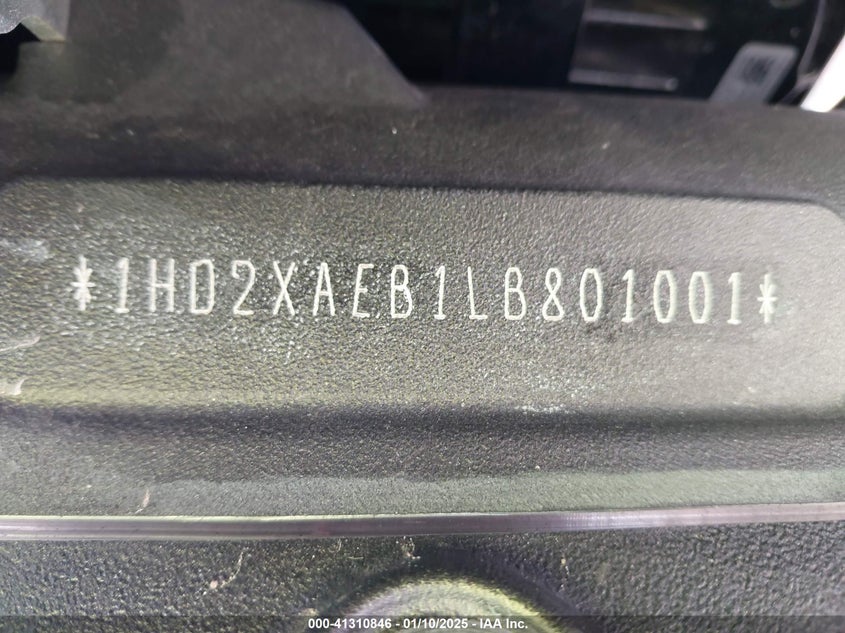 *1HD2XAEB1LB801001*
000-41310846 - 01/10/2025 - IAA Inc.